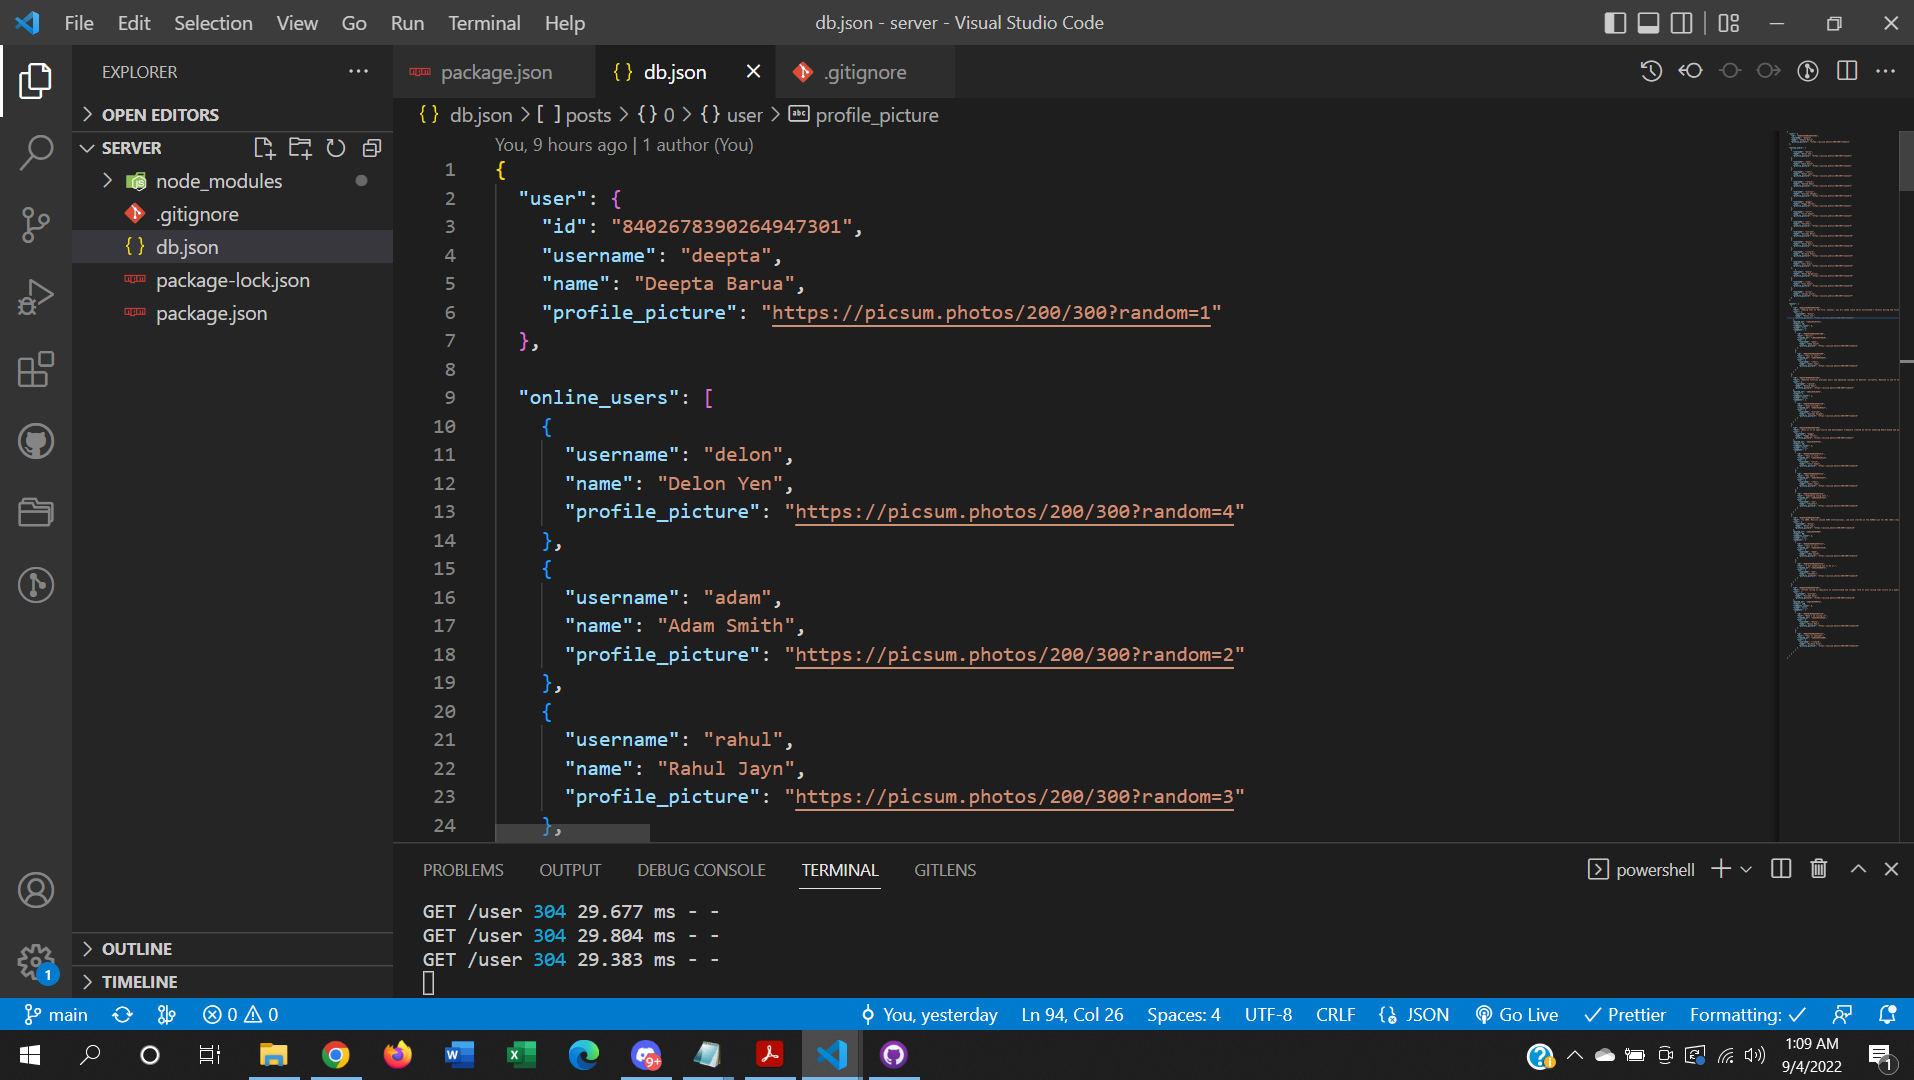 File Edit Selection View Go Run Terminal Help
db.json - server - Visual Studio Code
EXPLORER
OPEN EDITORS
SERVER
node_modules
.gitignore
db.json
package-lock.json
package.json
OUTLINE
TIMELINE
package.json db.json .gitignore
{} db.json > [ ] posts > {} 0 > {} user > abc profile_picture
You, 9 hours ago | 1 author (You)
1 {
2 "user": {
3 "id": "8402678390264947301",
4 "username": "deepta",
5 "name": "Deepta Barua",
6 "profile_picture": "https://picsum.photos/200/300?random=1"
7 },
8
9 "online_users": [
10 {
11 "username": "delon",
12 "name": "Delon Yen",
13 "profile_picture": "https://picsum.photos/200/300?random=4"
14 },
15 {
16 "username": "adam",
17 "name": "Adam Smith",
18 "profile_picture": "https://picsum.photos/200/300?random=2"
19 },
20 {
21 "username": "rahul",
22 "name": "Rahul Jayn",
23 "profile_picture": "https://picsum.photos/200/300?random=3"
24 },
PROBLEMS OUTPUT DEBUG CONSOLE TERMINAL GITLENS
powershell
GET /user 304 29.677 ms - -
GET /user 304 29.804 ms - -
GET /user 304 29.383 ms - -
1
main 0 0 You, yesterday Ln 94, Col 26 Spaces: 4 UTF-8 CRLF {} JSON Go Live Prettier Formatting:
9+
1:09 AM
9/4/2022
1